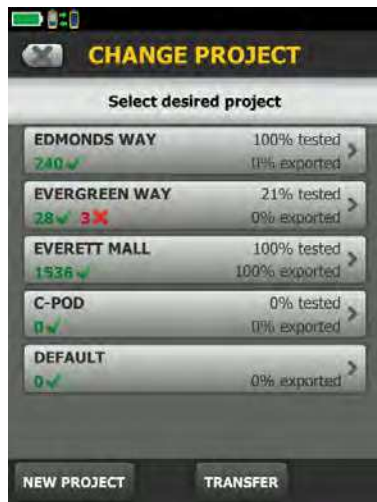 CHANGE PROJECT
Select desired project
EDMONDS WAY 100% tested
240 0% exported
EVERGREEN WAY 21% tested
28 3 0% exported
EVERETT MALL 100% tested
1536 100% exported
C-POD 0% tested
0 0% exported
DEFAULT
0 0% exported
NEW PROJECT TRANSFER